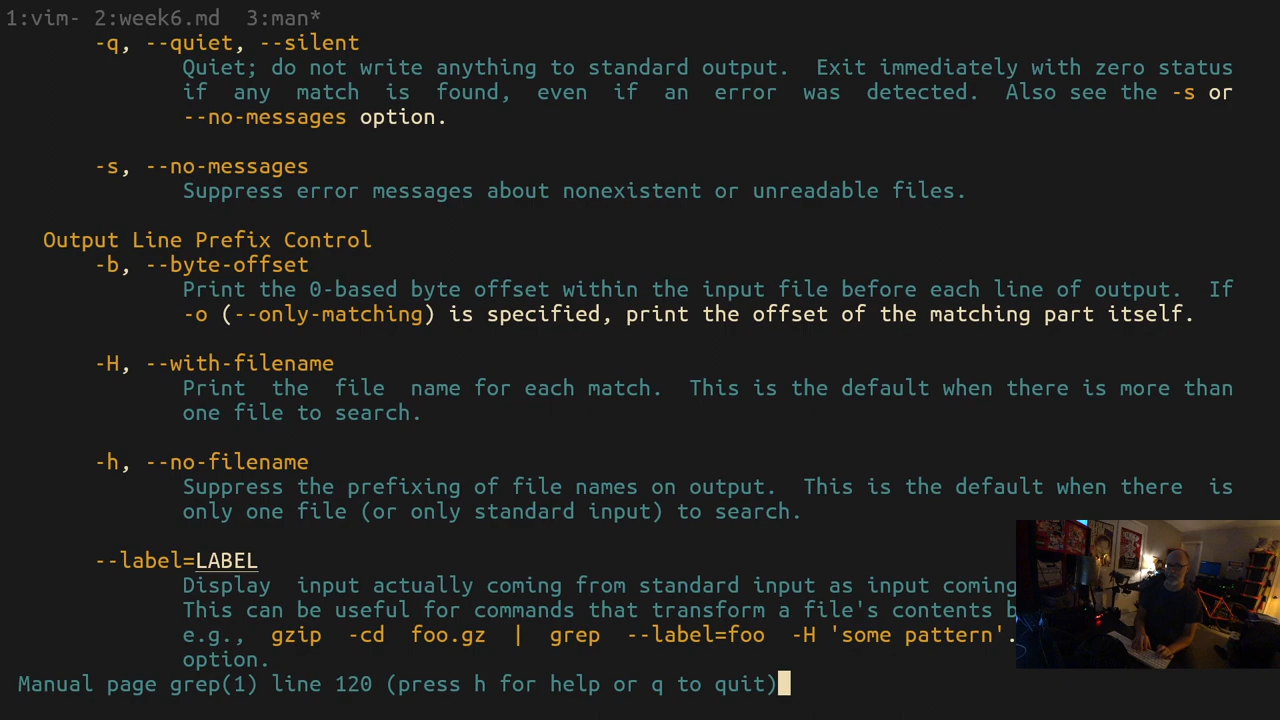 1:vim- 2:week6.md  3:man*
-q, --quiet, --silent
Quiet; do not write anything to standard output.  Exit immediately with zero status
if  any  match  is  found,  even  if  an  error  was  detected.  Also see the -s or
--no-messages option.
-s, --no-messages
Suppress error messages about nonexistent or unreadable files.
Output Line Prefix Control
-b, --byte-offset
Print the 0-based byte offset within the input file before each line of output.  If
-o (--only-matching) is specified, print the offset of the matching part itself.
-H, --with-filename
Print  the  file  name for each match.  This is the default when there is more than
one file to search.
-h, --no-filename
Suppress the prefixing of file names on output.  This is the default when there  is
only one file (or only standard input) to search.
--label=LABEL
Display  input actually coming from standard input as input coming
This can be useful for commands that transform a file's contents b
e.g.,  gzip  -cd  foo.gz  |  grep  --label=foo  -H 'some pattern'.
option.
Manual page grep(1) line 120 (press h for help or q to quit)